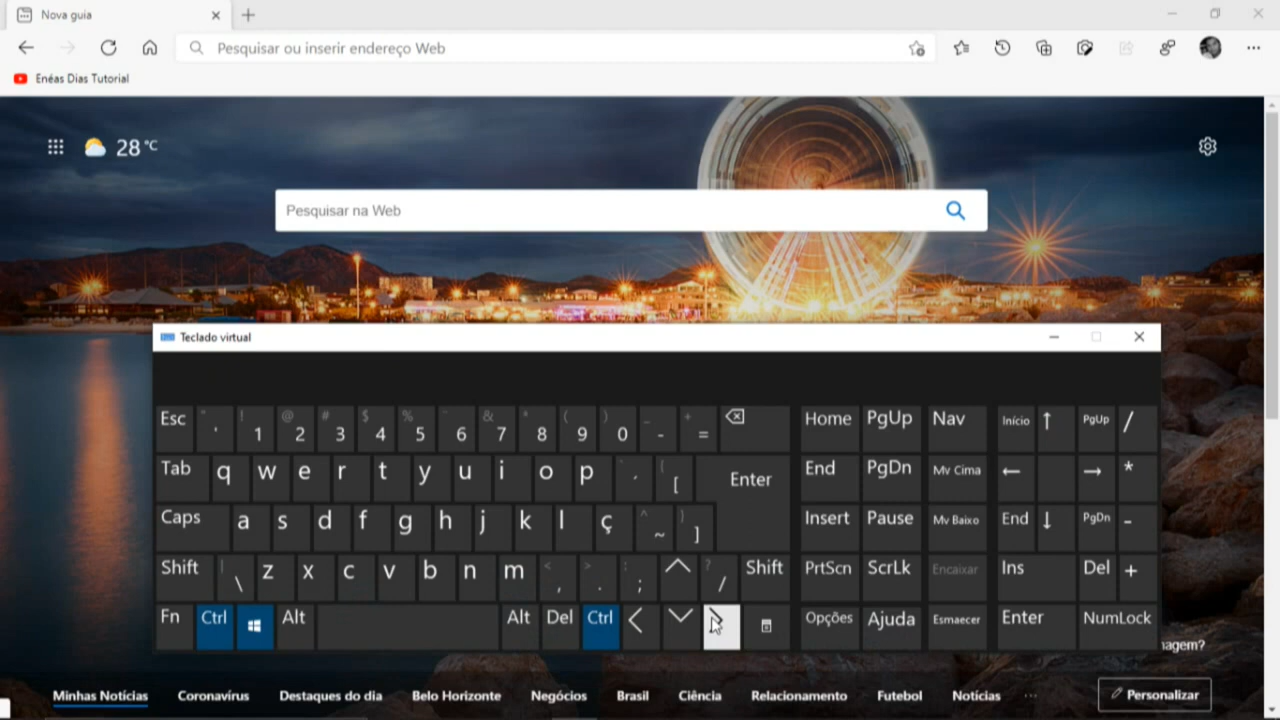 Nova guia
Pesquisar ou inserir endereço Web
Enéas Dias Tutorial
28 °C
Pesquisar na Web
Teclado virtual
Esc " ' ! 1 @ 2 # 3 $ 4 % 5 ¨ 6 & 7 * 8 ( 9 ) 0 _ - + = Home PgUp Nav Início ↑ PgUp /
Tab q w e r t y u i o p ` ´ { [ Enter End PgDn Mv Cima ← → *
Caps a s d f g h j k l ç ^ ~ } ] Insert Pause Mv Baixo End ↓ PgDn -
Shift | \ z x c v b n m < , > . : ; ? / Shift PrtScn ScrLk Encaixar Ins Del +
Fn Ctrl Alt Alt Del Ctrl Opções Ajuda Esmaecer Enter NumLock
nagem?
Minhas Notícias Coronavírus Destaques do dia Belo Horizonte Negócios Brasil Ciência Relacionamento Futebol Notícias ... Personalizar